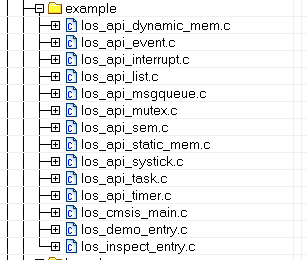 example
los_api_dynamic_mem.c
los_api_event.c
los_api_interrupt.c
los_api_list.c
los_api_msgqueue.c
los_api_mutex.c
los_api_sem.c
los_api_static_mem.c
los_api_systick.c
los_api_task.c
los_api_timer.c
los_cmsis_main.c
los_demo_entry.c
los_inspect_entry.c